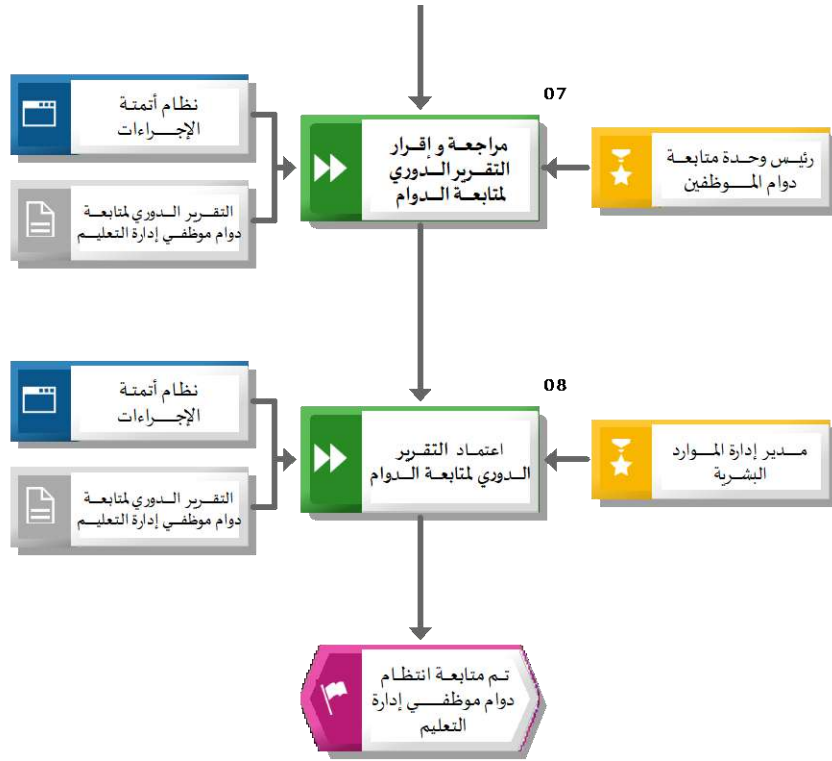 07
رئيس وحدة متابعة
دوام الموظفين
مراجعة و إقرار
التقرير الدوري
لمتابعة الدوام
نظام أتمتة
الإجراءات
التقرير الدوري لمتابعة
دوام موظفي إدارة التعليم
08
مدير إدارة الموارد
البشرية
اعتماد التقرير
الدوري لمتابعة الدوام
نظام أتمتة
الإجراءات
التقرير الدوري لمتابعة
دوام موظفي إدارة التعليم
تم متابعة انتظام
دوام موظفي إدارة
التعليم